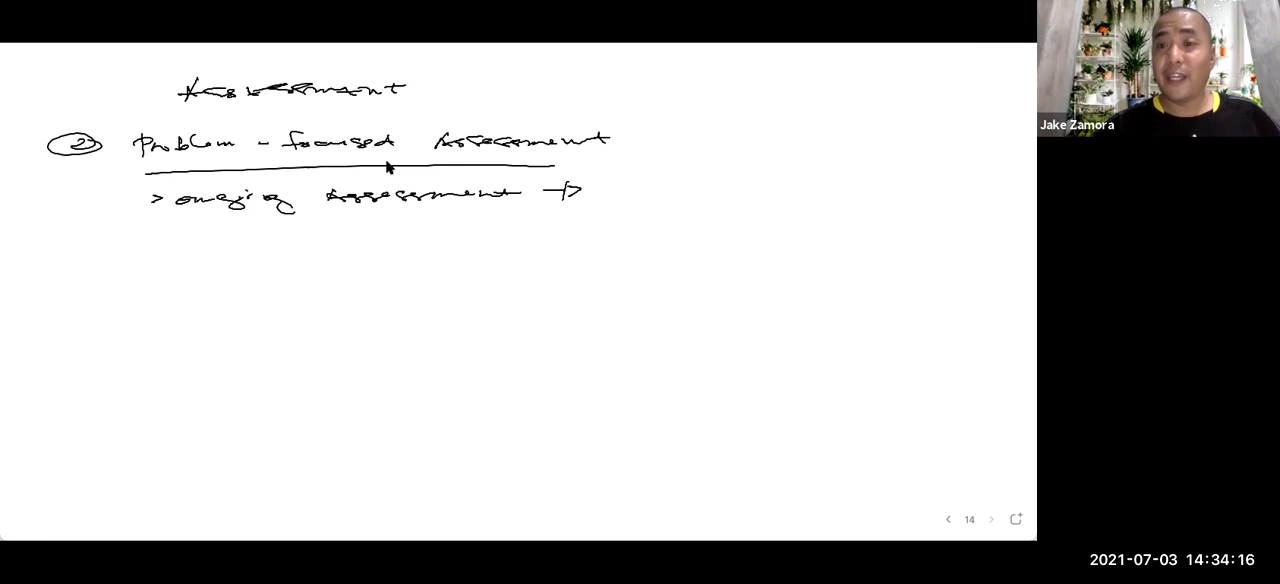 Assessment
② Problem - focused Assessment
> ongoing Assessment →
Jake Zamora
14
2021-07-03 14:34:16